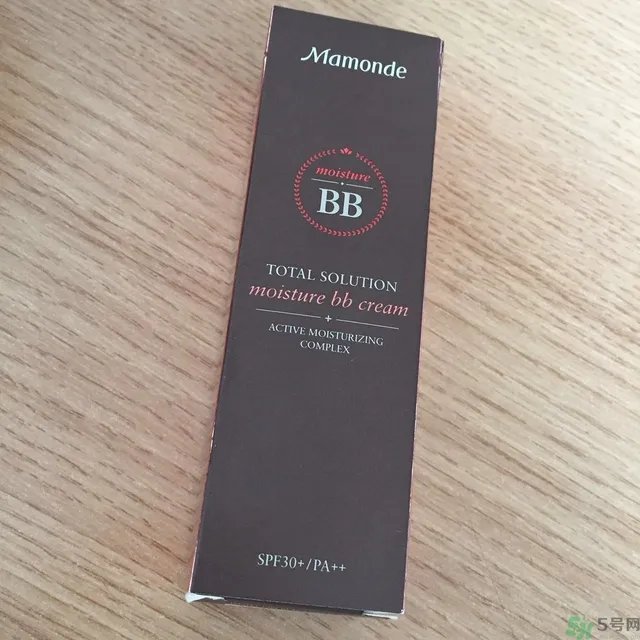 Mamonde
moisture
BB
TOTAL SOLUTION
moisture bb cream
ACTIVE MOISTURIZING
COMPLEX
SPF30+/PA++
5号网